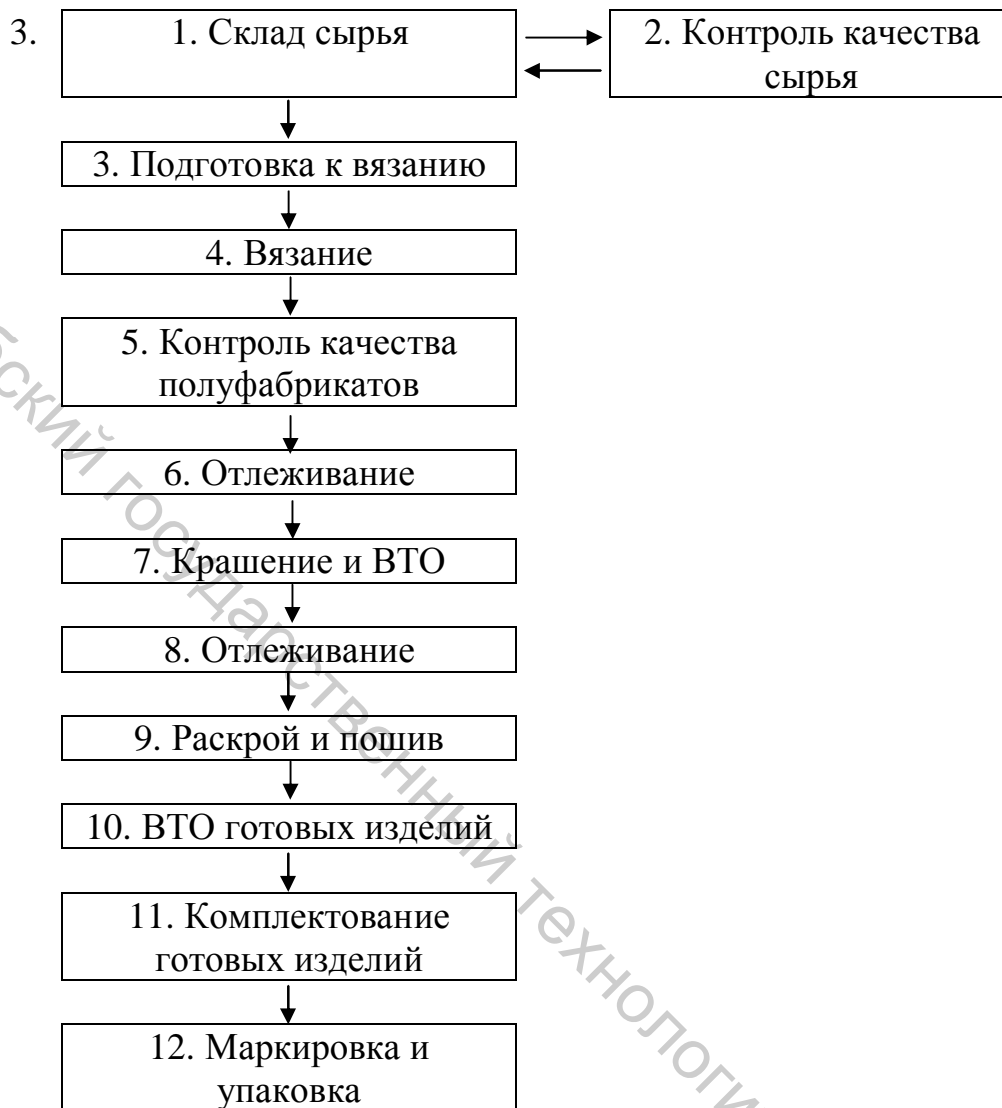 3.
1. Склад сырья
2. Контроль качества
сырья
3. Подготовка к вязанию
4. Вязание
5. Контроль качества
полуфабрикатов
6. Отлеживание
7. Крашение и ВТО
8. Отлеживание
9. Раскрой и пошив
10. ВТО готовых изделий
11. Комплектование
готовых изделий
12. Маркировка и
упаковка
государственный